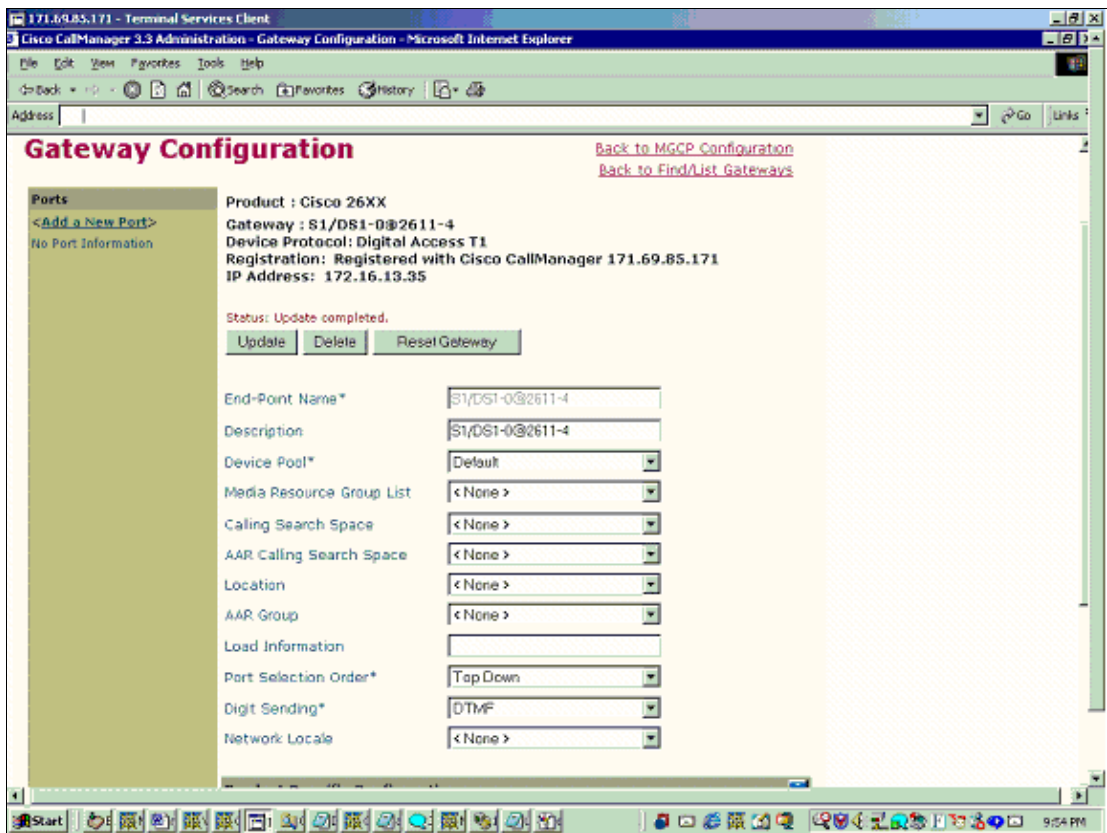 171.69.85.171 - Terminal Services Client
Cisco CallManager 3.3 Administration - Gateway Configuration - Microsoft Internet Explorer
File Edit View Favorites Tools Help
Back Search Favorites History
Address Go Links
Gateway Configuration
Back to MGCP Configuration
Back to Find/List Gateways
Ports
<Add a New Port>
No Port Information
Product : Cisco 26XX
Gateway : S1/DS1-0@2611-4
Device Protocol: Digital Access T1
Registration: Registered with Cisco CallManager 171.69.85.171
IP Address: 172.16.13.35
Status: Update completed.
Update Delete Reset Gateway
End-Point Name* S1/DS1-0@2611-4
Description S1/DS1-0@2611-4
Device Pool* Default
Media Resource Group List < None >
Calling Search Space < None >
AAR Calling Search Space < None >
Location < None >
AAR Group < None >
Load Information
Port Selection Order* Top Down
Digit Sending* DTMF
Network Locale < None >
Start 9:54 PM